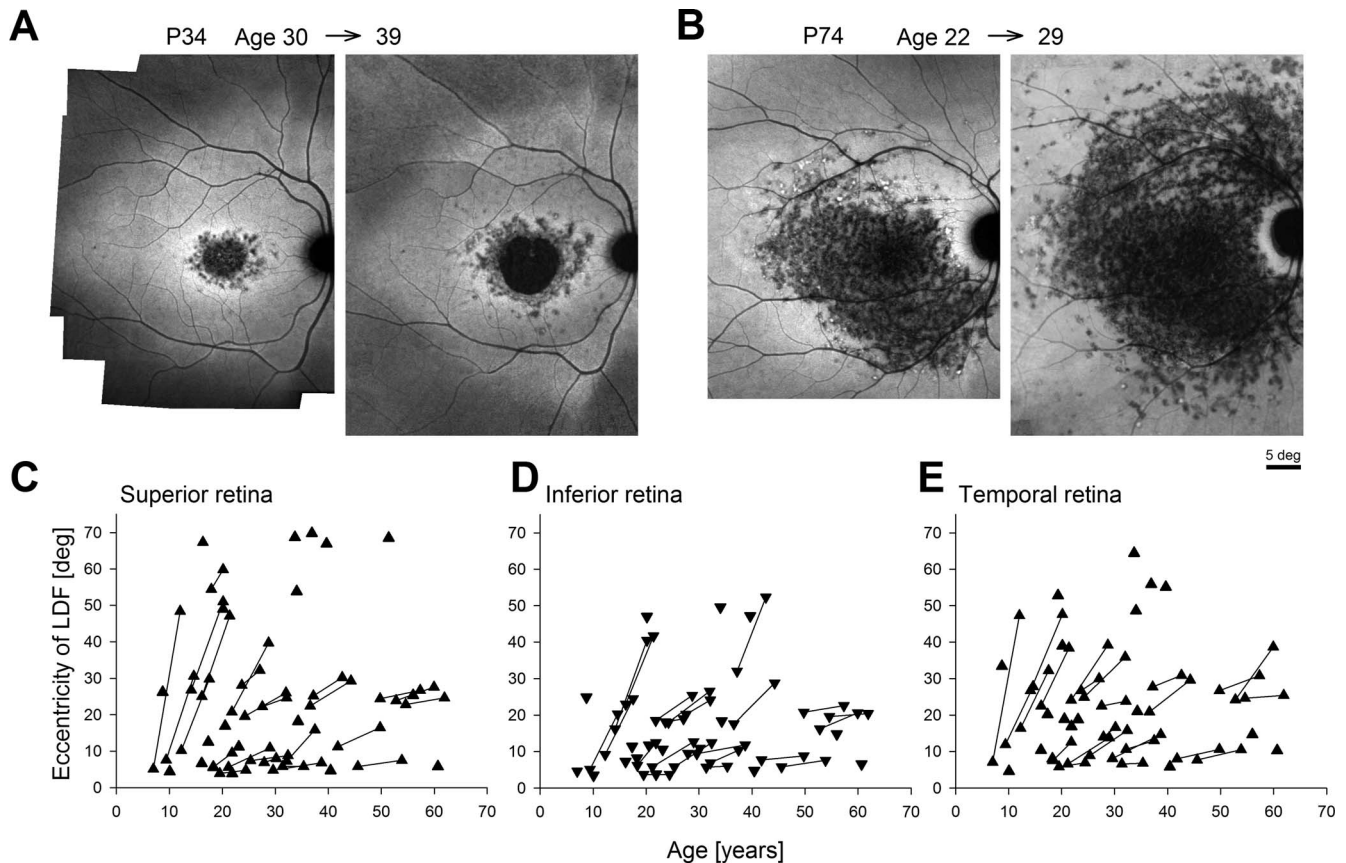 A
P34 Age 30 → 39
B
P74 Age 22 → 29
5 deg
C
Superior retina
D
Inferior retina
E
Temporal retina
Eccentricity of LDF [deg]
70
60
50
40
30
20
10
0
0 10 20 30 40 50 60 70
70
60
50
40
30
20
10
0
0 10 20 30 40 50 60 70
70
60
50
40
30
20
10
0
0 10 20 30 40 50 60 70
Age [years]